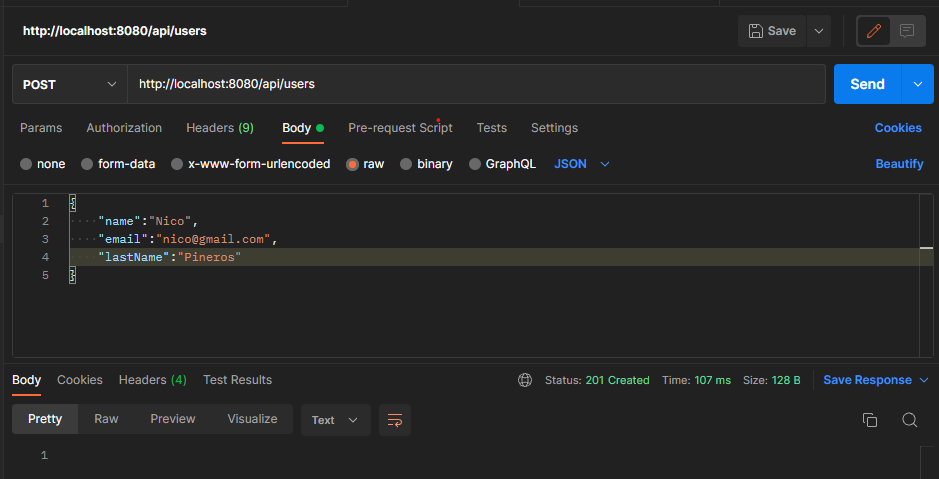 http://localhost:8080/api/users Save
POST http://localhost:8080/api/users Send
Params Authorization Headers (9) Body Pre-request Script Tests Settings Cookies
none form-data x-www-form-urlencoded raw binary GraphQL JSON Beautify
1 {
2 "name":"Nico",
3 "email":"nico@gmail.com",
4 "lastName":"Pineros"
5 }
Body Cookies Headers (4) Test Results Status: 201 Created Time: 107 ms Size: 128 B Save Response
Pretty Raw Preview Visualize Text
1